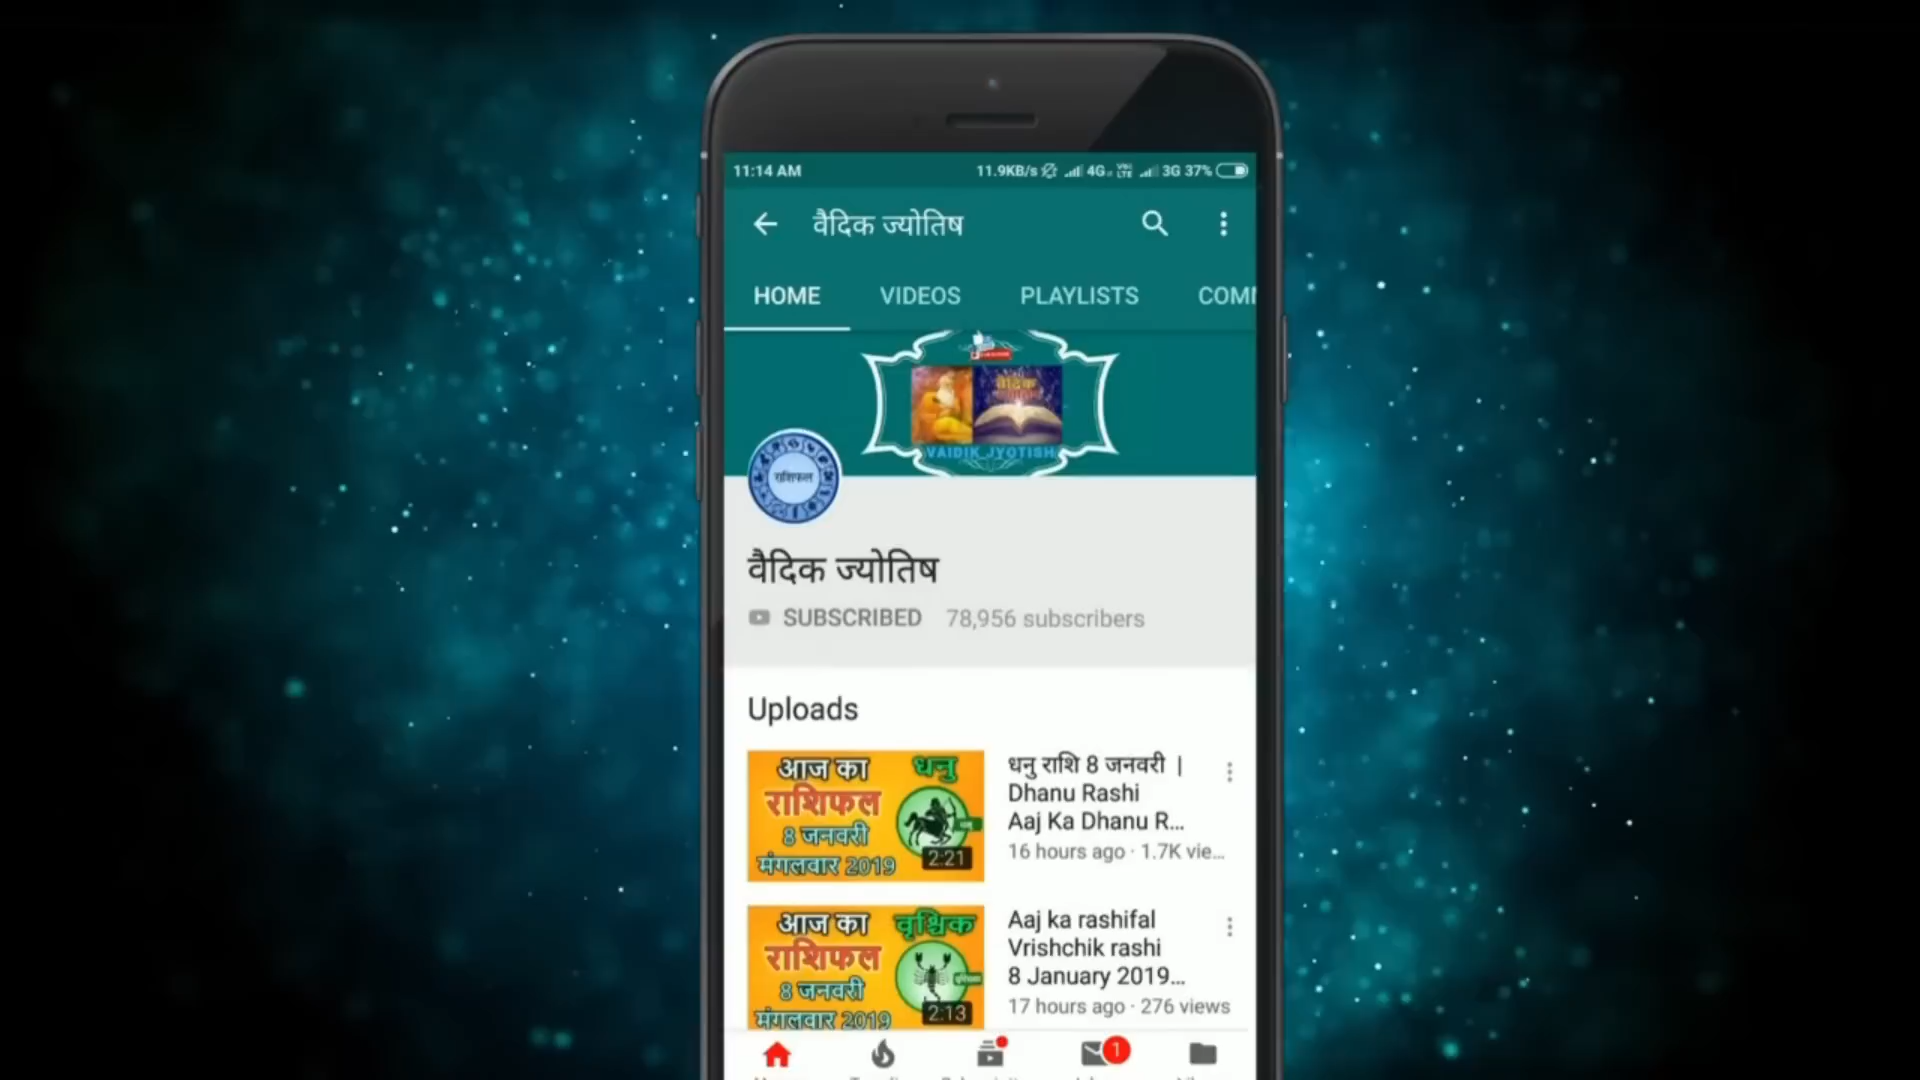 11:14 AM 11.9KB/s 4G VoLTE 3G 37%
वैदिक ज्योतिष
HOME VIDEOS PLAYLISTS COM
VAIDIK JYOTISH
राशिफल
वैदिक ज्योतिष
SUBSCRIBED 78,956 subscribers
Uploads
आज का धनु
राशिफल
8 जनवरी
मंगलवार 2019
2:21
धनु राशि 8 जनवरी |
Dhanu Rashi
Aaj Ka Dhanu R...
16 hours ago · 1.7K vie...
आज का वृश्चिक
राशिफल
8 जनवरी
मंगलवार 2019
2:13
Aaj ka rashifal
Vrishchik rashi
8 January 2019...
17 hours ago · 276 views
1